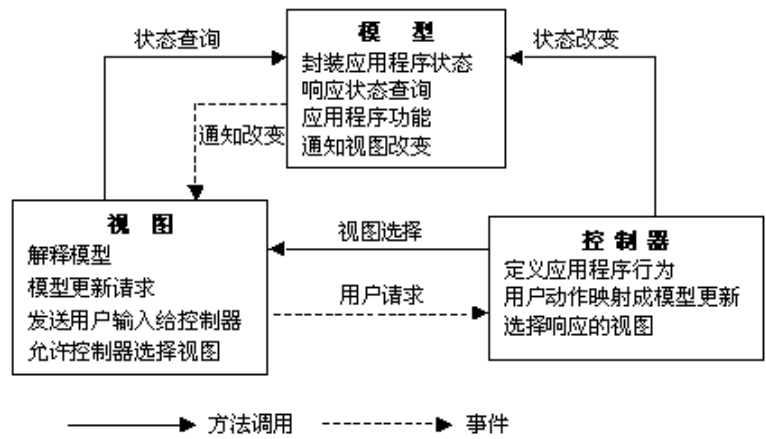 状态查询
模 型
状态改变
封装应用程序状态
响应状态查询
应用程序功能
通知视图改变
通知改变
视 图
解释模型
模型更新请求
发送用户输入给控制器
允许控制器选择视图
视图选择
用户请求
控 制 器
定义应用程序行为
用户动作映射成模型更新
选择响应的视图
方法调用
事件